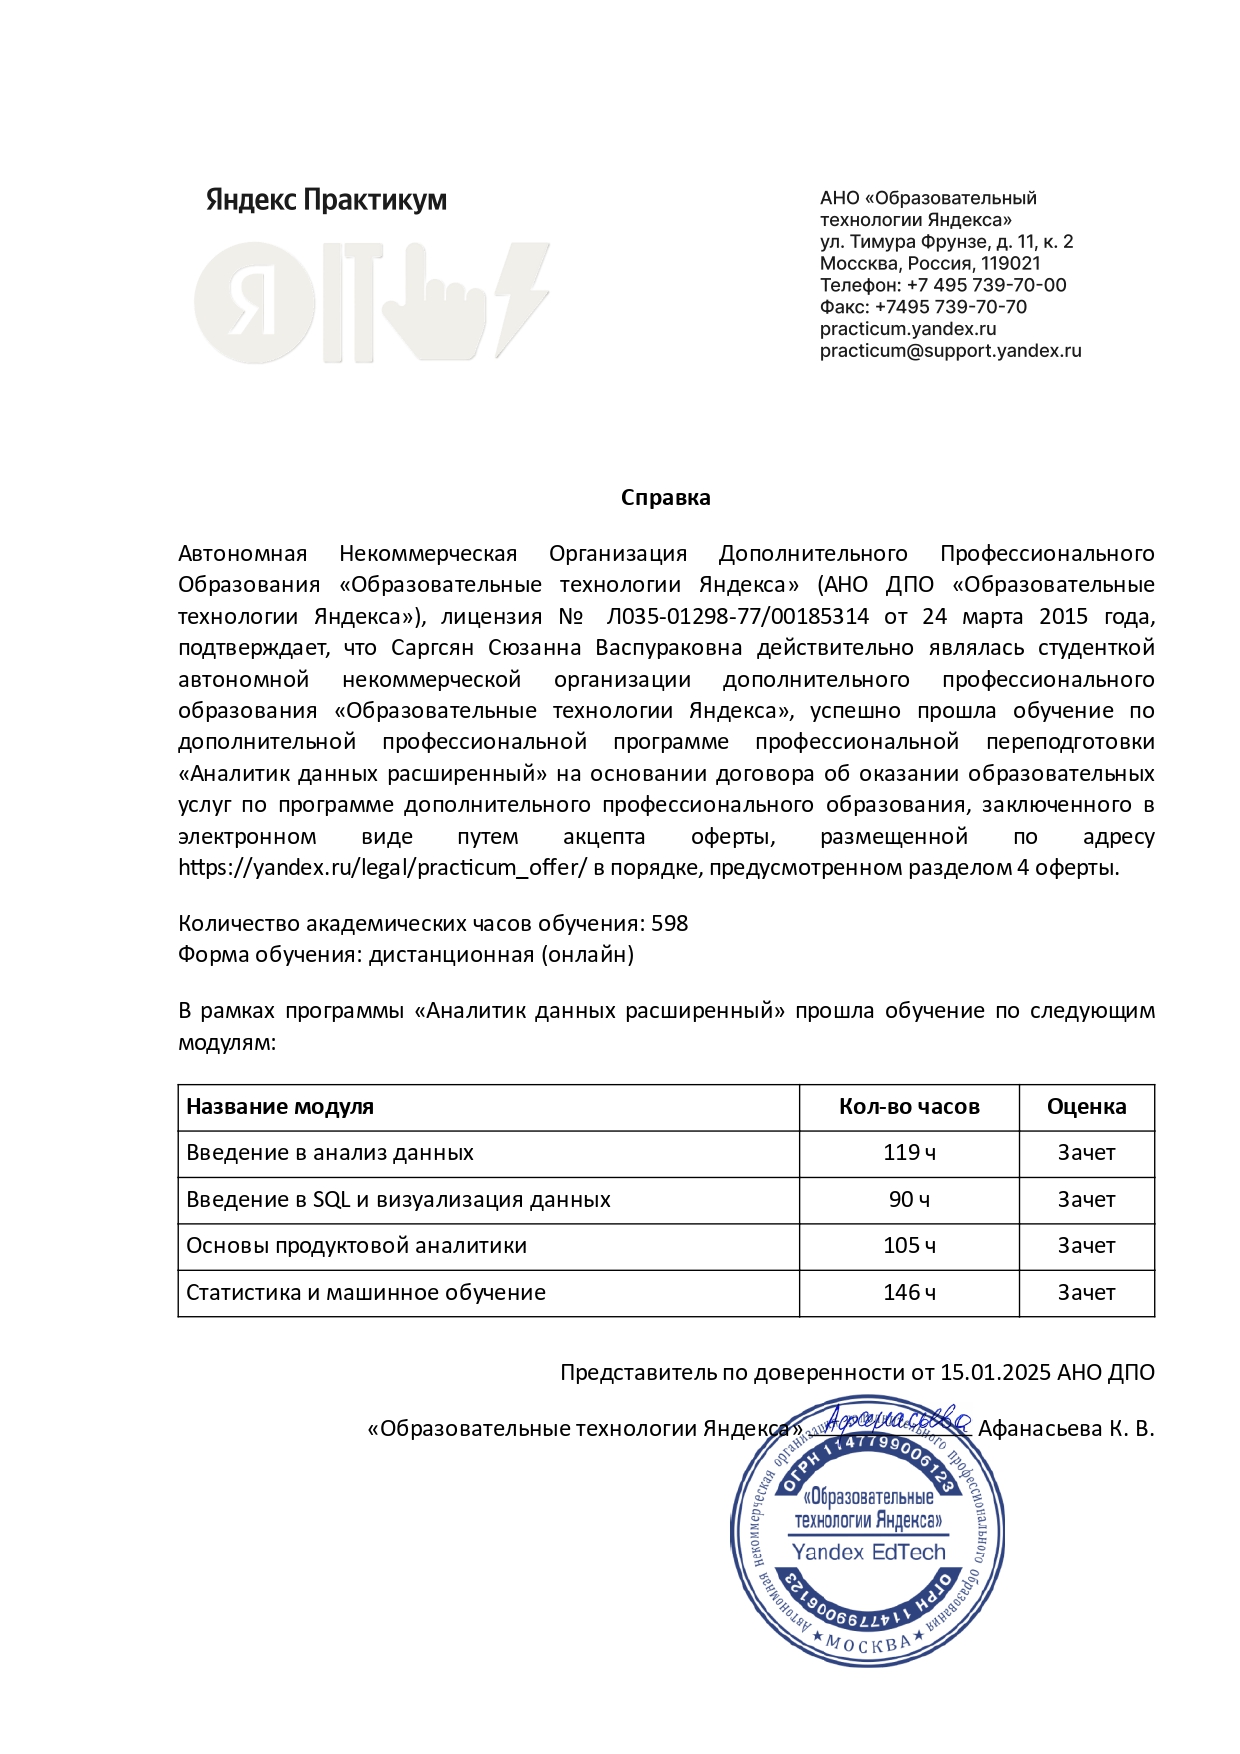 Яндекс Практикум
Я IT
АНО «Образовательный
технологии Яндекса»
ул. Тимура Фрунзе, д. 11, к. 2
Моссква, Россия, 119021
Телефон: +7 495 739-70-00
Факс: +7495 739-70-70
practicum.yandex.ru
practicum@support.yandex.ru
Справка
Автономная Некоммерческая Организация Дополнительного Профессионального
Образования «Образовательные технологии Яндекса» (АНО ДПО «Образовательные
технологии Яндекса»), лицензия № Л035-01298-77/00185314 от 24 марта 2015 года,
подтверждает, что Саргсян Сюзанна Васпураковна действительно являлась студенткой
автономной некоммерческой организации дополнительного профессионального
образования «Образовательные технологии Яндекса», успешно прошла обучение по
дополнительной профессиональной программе профессиональной переподготовки
«Аналитик данных расширенный» на основании договора об оказании образовательных
услуг по программе дополнительного профессионального образования, заключенного в
электронном виде путем акцепта оферты, размещенной по адресу
https://yandex.ru/legal/practicum_offer/ в порядке, предусмотренном разделом 4 оферты.
Количество академических часов обучения: 598
Форма обучения: дистанционная (онлайн)
В рамках программы «Аналитик данных расширенный» прошла обучение по следующим
модулям:
Название модуля Кол-во часов Оценка
Введение в анализ данных 119 ч Зачет
Введение в SQL и визуализация данных 90 ч Зачет
Основы продуктовой аналитики 105 ч Зачет
Статистика и машинное обучение 146 ч Зачет
Представитель по доверенности от 15.01.2025 АНО ДПО
«Образовательные технологии Яндекса» Афанасьева Афанасьева К. В.
Автономная некоммерческая организация дополнительного профессионального образования
ОГРН 1147799006123
«Образовательные
технологии Яндекса»
Yandex EdTech
ОГРН 1147799006123
★ МОСКВА ★